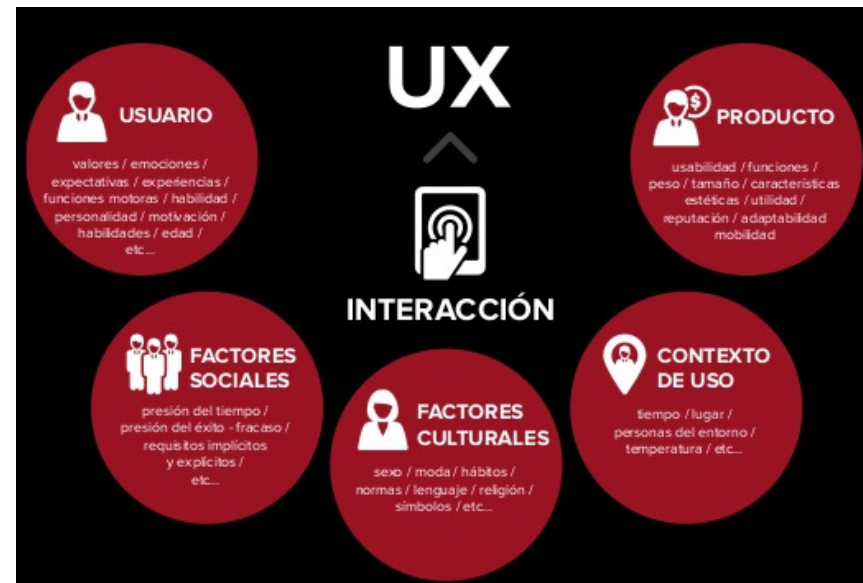 UX
INTERACCIÓN
USUARIO
valores / emociones /
expectativas / experiencias /
funciones motoras / habilidad /
personalidad / motivación /
habilidades / edad /
etc...
PRODUCTO
$
usabilidad / funciones /
peso / tamaño / características
estéticas / utilidad /
reputación / adaptabilidad
mobilidad
FACTORES
SOCIALES
presión del tiempo /
presión del éxito - fracaso /
requisitos implícitos
y explícitos /
etc...
FACTORES
CULTURALES
sexo / moda / hábitos /
normas / lenguaje / religión /
símbolos / etc...
CONTEXTO
DE USO
tiempo / lugar /
personas del entorno /
temperatura / etc...